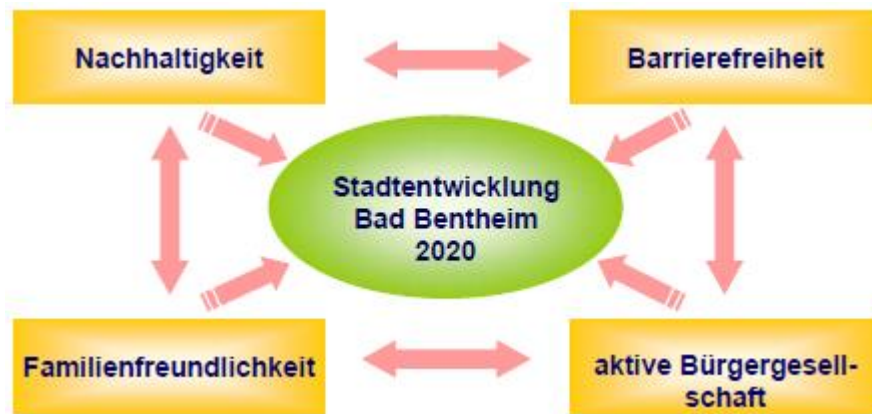 Nachhaltigkeit
Barrierefreiheit
Stadtentwicklung
Bad Bentheim
2020
Familienfreundlichkeit
aktive Bürgergesell-
schaft